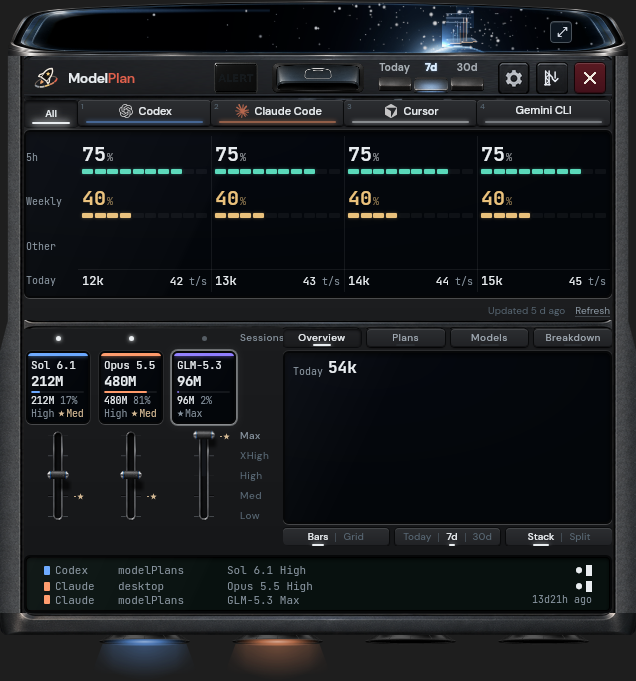 ModelPlan ALERT Today 7d 30d
All 1 Codex 2 Claude Code 3 Cursor 4 Gemini CLI
5h 75% 75% 75% 75%
Weekly 40% 40% 40% 40%
Other
Today 12k 42 t/s 13k 43 t/s 14k 44 t/s 15k 45 t/s
Updated 5 d ago Refresh
Sessions Overview Plans Models Breakdown
Sol 6.1 Opus 5.5 GLM-5.3
212M 480M 96M
212M 17% 480M 81% 96M 2%
High ★Med High ★Med ★Max
Today 54k
-★ Max
XHigh
High
-★ -★ Med
Low
Bars | Grid Today | 7d | 30d Stack | Split
Codex modelPlans Sol 6.1 High
Claude desktop Opus 5.5 High
Claude modelPlans GLM-5.3 Max 13d21h ago